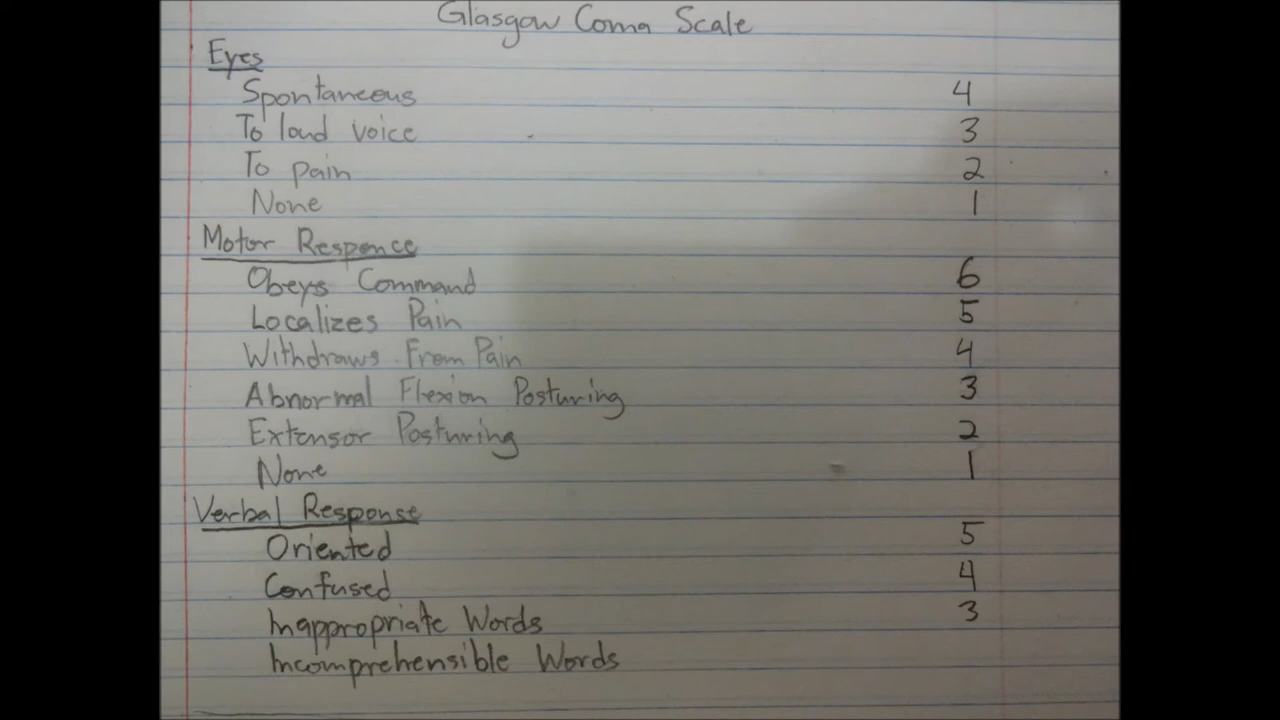 Glasgow Coma Scale
Eyes
Spontaneous 4
To loud voice 3
To pain 2
None 1
Motor Responce
Obeys Command 6
Localizes Pain 5
Withdraws From Pain 4
Abnormal Flexion Posturing 3
Extensor Posturing 2
None 1
Verbal Response
Oriented 5
Confused 4
Inappropriate Words 3
Incomprehensible Words